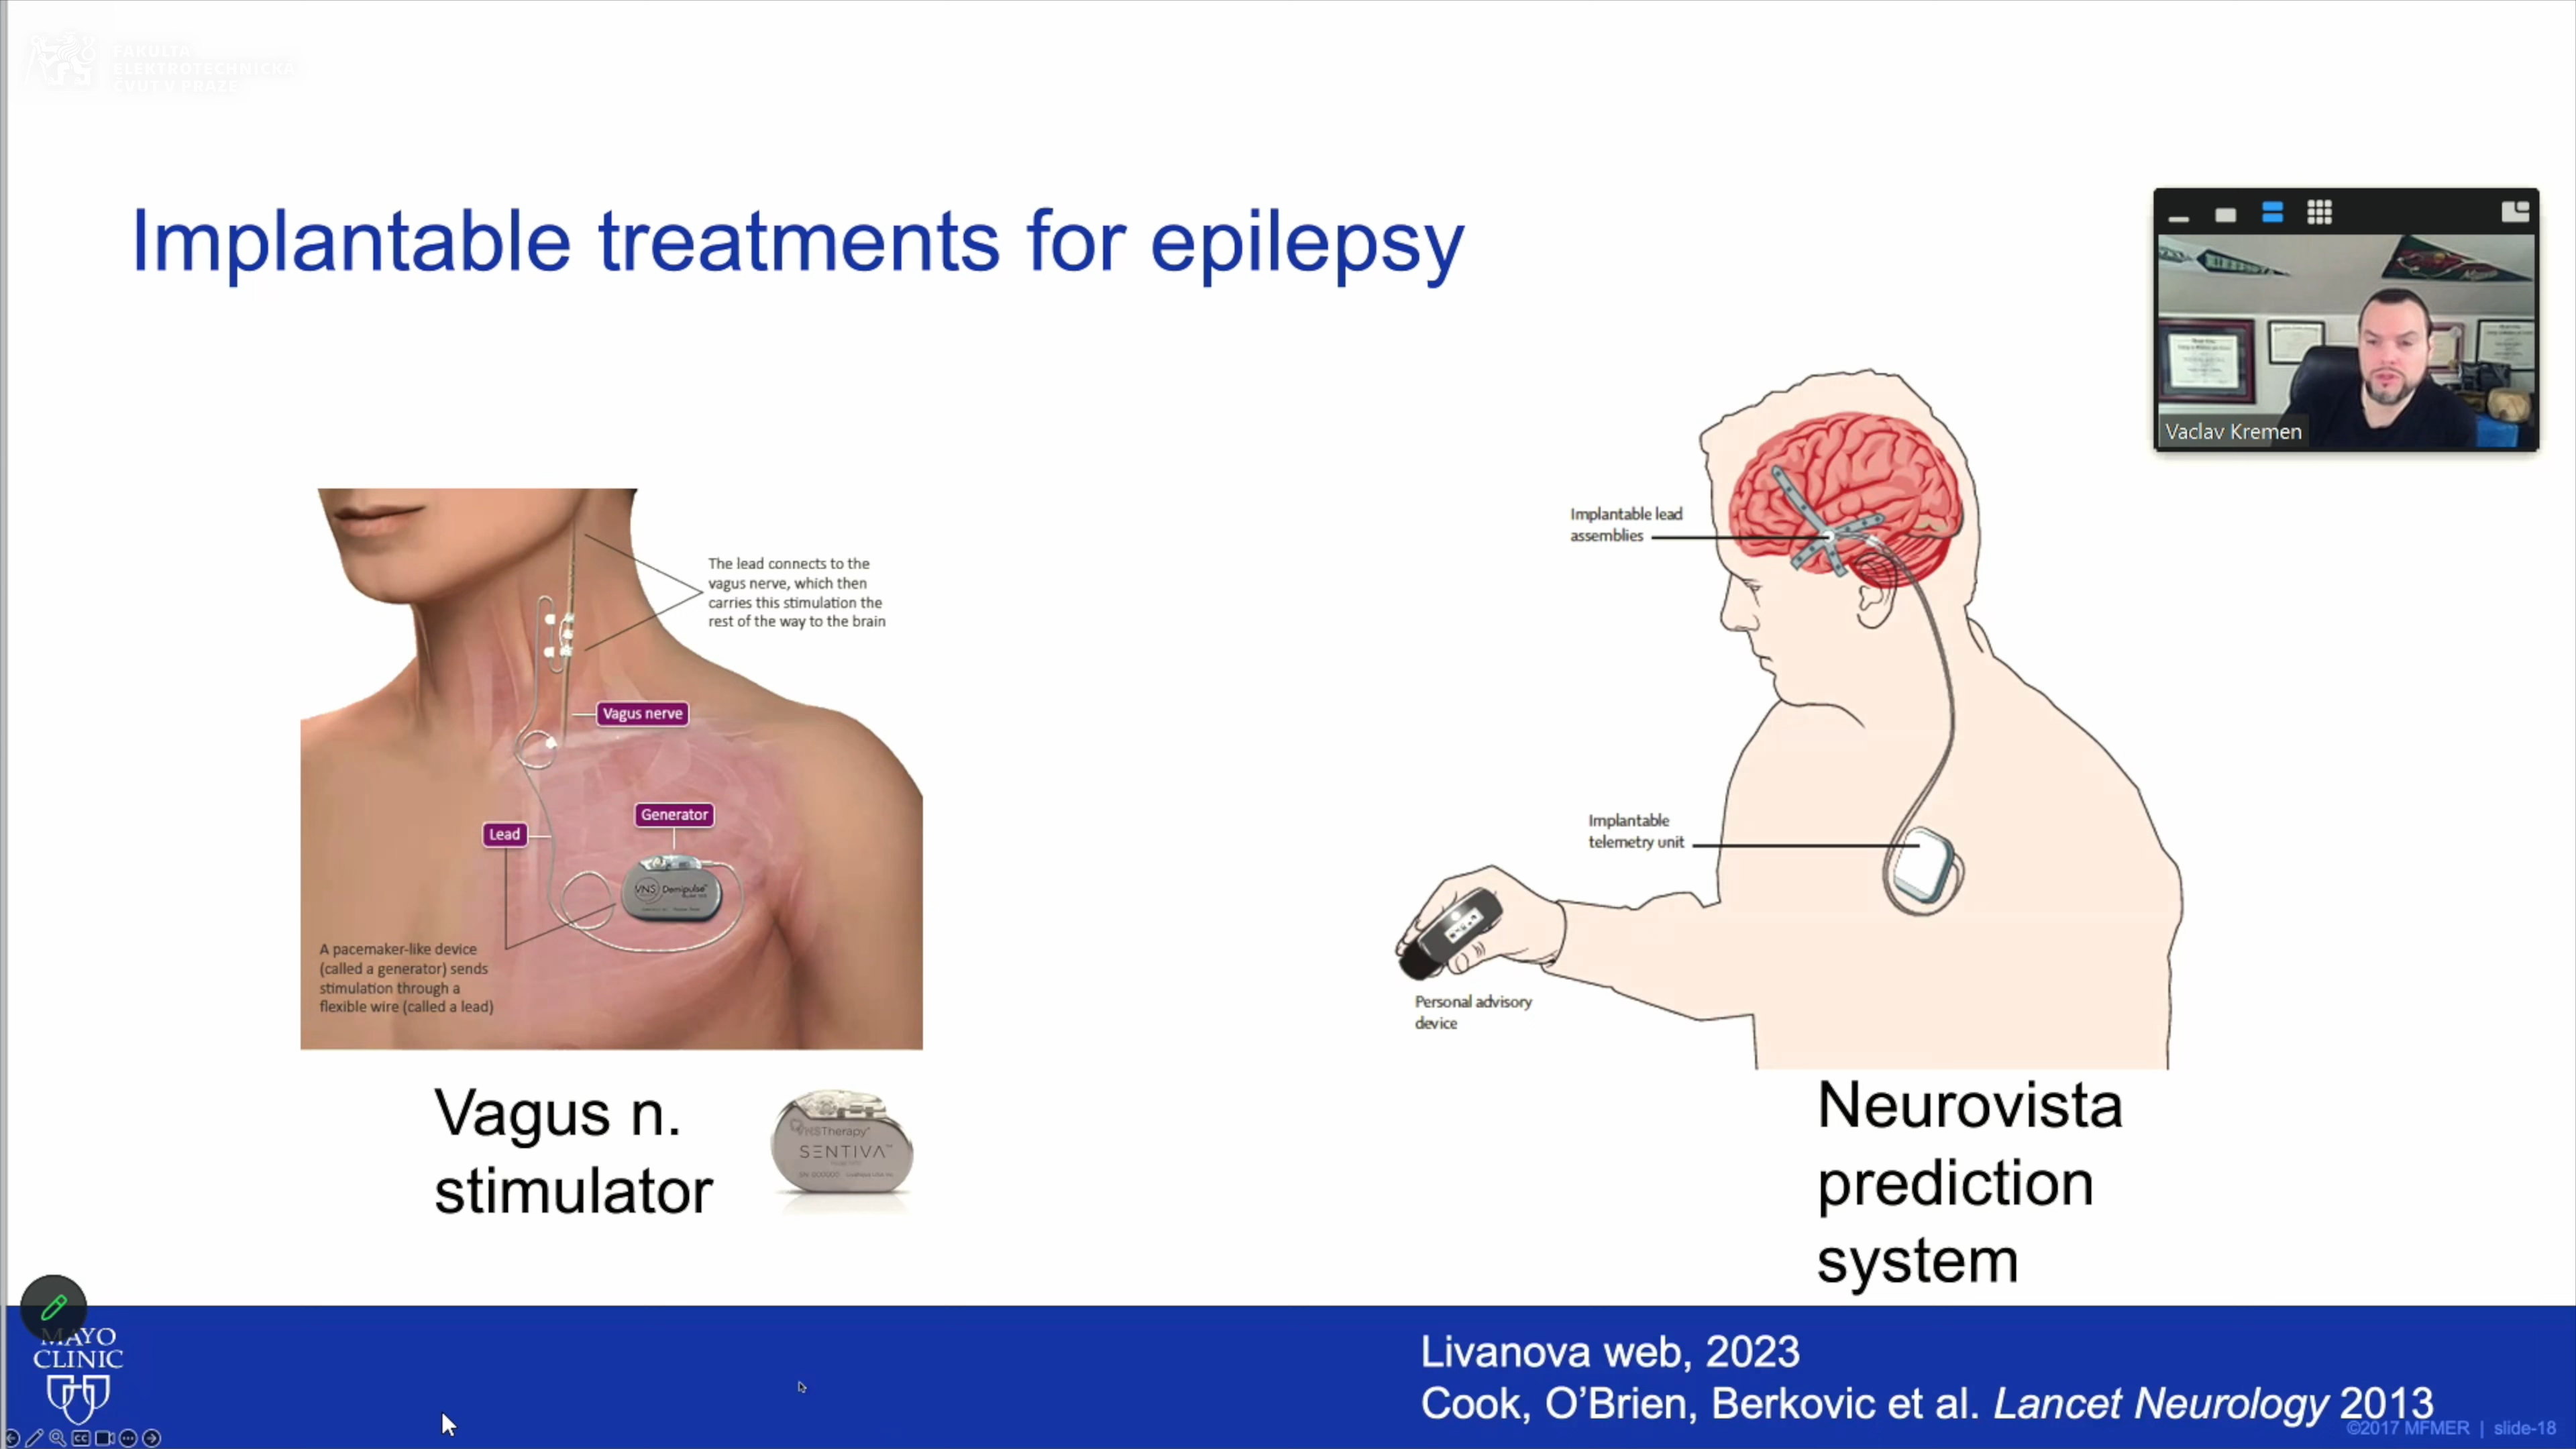 FAKULTA
ELEKTROTECHNICKÁ
ČVUT V PRAZE
Implantable treatments for epilepsy
Vaclav Kremen
The lead connects to the
vagus nerve, which then
carries this stimulation the
rest of the way to the brain
Vagus nerve
Generator
Lead
VNS Demipulse
A pacemaker-like device
(called a generator) sends
stimulation through a
flexible wire (called a lead)
Implantable lead
assemblies
Implantable
telemetry unit
Personal advisory
device
Vagus n.
stimulator
VNSTherapy
SENTIVA
Neurovista
prediction
system
MAYO
CLINIC
Livanova web, 2023
Cook, O’Brien, Berkovic et al. Lancet Neurology 2013
©2017 MFMER | slide-18